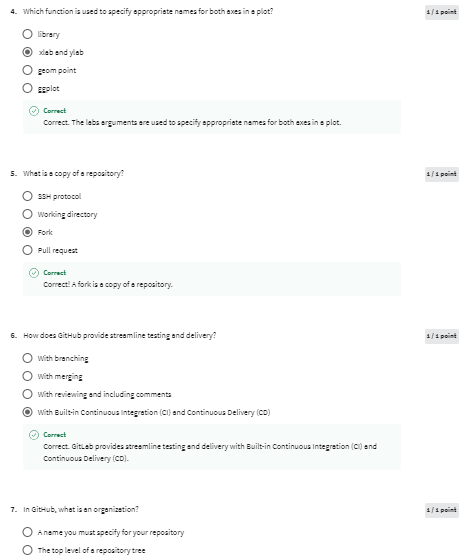 4. Which function is used to specify appropriate names for both axes in a plot?
1 / 1 point
library
xlab and ylab
geom point
ggplot
Correct
Correct. The labs arguments are used to specify appropriate names for both axes in a plot.
5. What is a copy of a repository?
1 / 1 point
SSH protocol
Working directory
Fork
Pull request
Correct
Correct! A fork is a copy of a repository.
6. How does GitHub provide streamline testing and delivery?
1 / 1 point
With branching
With merging
With reviewing and including comments
With Built-in Continuous Integration (CI) and Continuous Delivery (CD)
Correct
Correct. GitLab provides streamline testing and delivery with Built-in Continuous Integration (CI) and
Continuous Delivery (CD).
7. In GitHub, what is an organization?
1 / 1 point
A name you must specify for your repository
The top level of a repository tree